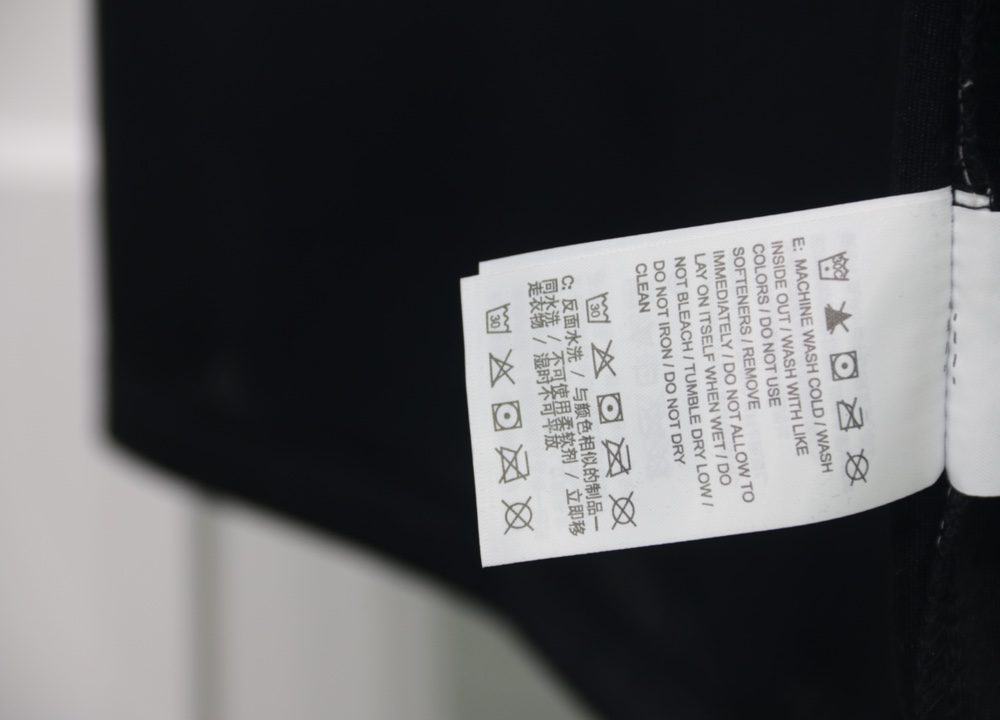 E: MACHINE WASH COLD / WASH
INSIDE OUT / WASH WITH LIKE
COLORS / DO NOT USE
SOFTENERS / REMOVE
IMMEDIATELY / DO NOT ALLOW TO
LAY ON ITSELF WHEN WET / DO
NOT BLEACH / TUMBLE DRY LOW /
DO NOT IRON / DO NOT DRY
CLEAN
30
C: 反面水洗 / 与颜色相似的制品一
同水洗 / 不可使用柔软剂 / 立即移
走衣物 / 湿时不可平放
30